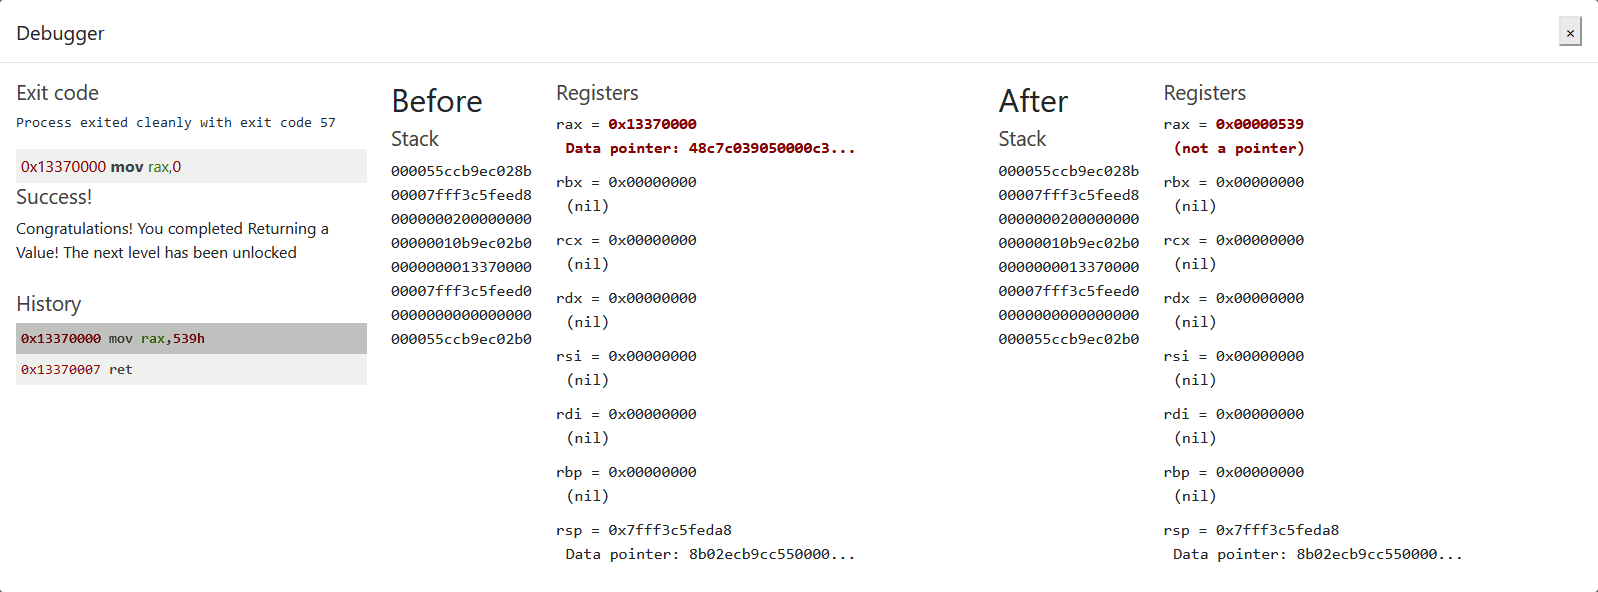 Debugger
×
Exit code
Process exited cleanly with exit code 57
0x13370000 mov rax,0
Success!
Congratulations! You completed Returning a
Value! The next level has been unlocked
History
0x13370000 mov rax,539h
0x13370007 ret
Before
Stack
000055ccb9ec028b
00007fff3c5feed8
0000000200000000
00000010b9ec02b0
0000000013370000
00007fff3c5feed0
0000000000000000
000055ccb9ec02b0
Registers
rax = 0x13370000
Data pointer: 48c7c039050000c3...
rbx = 0x00000000
(nil)
rcx = 0x00000000
(nil)
rdx = 0x00000000
(nil)
rsi = 0x00000000
(nil)
rdi = 0x00000000
(nil)
rbp = 0x00000000
(nil)
rsp = 0x7fff3c5feda8
Data pointer: 8b02ecb9cc550000...
After
Stack
000055ccb9ec028b
00007fff3c5feed8
0000000200000000
00000010b9ec02b0
0000000013370000
00007fff3c5feed0
0000000000000000
000055ccb9ec02b0
Registers
rax = 0x00000539
(not a pointer)
rbx = 0x00000000
(nil)
rcx = 0x00000000
(nil)
rdx = 0x00000000
(nil)
rsi = 0x00000000
(nil)
rdi = 0x00000000
(nil)
rbp = 0x00000000
(nil)
rsp = 0x7fff3c5feda8
Data pointer: 8b02ecb9cc550000...